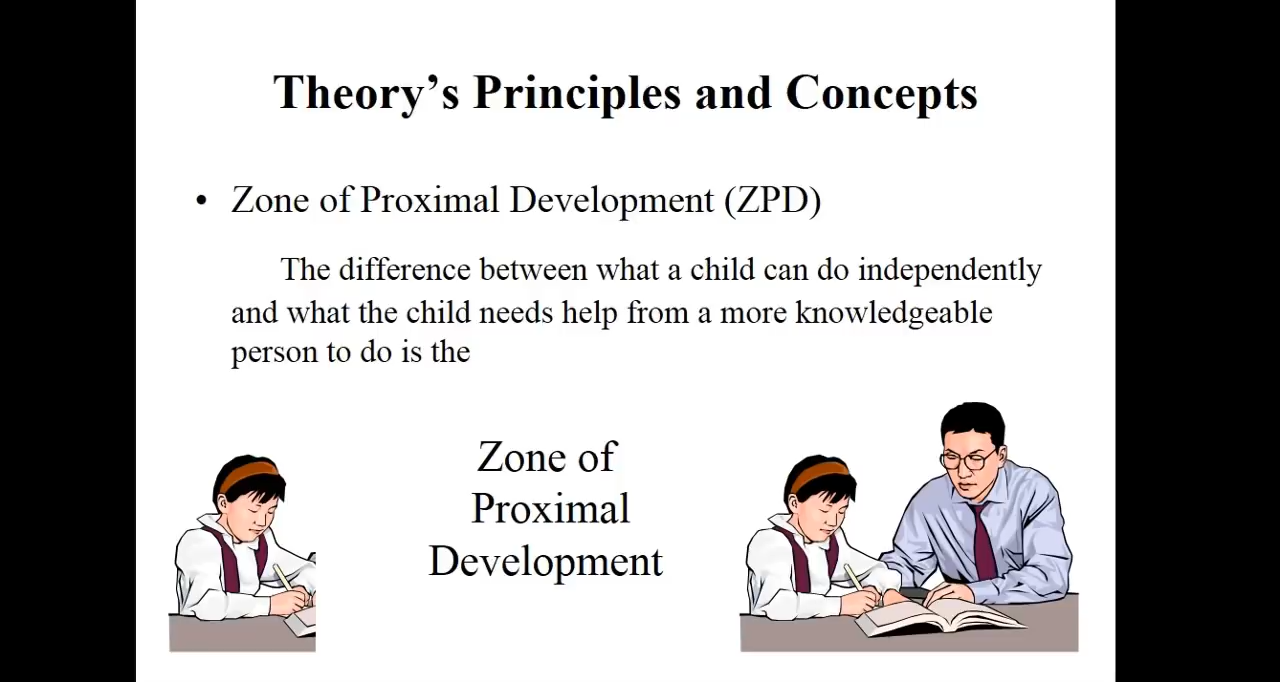 Theory’s Principles and Concepts
• Zone of Proximal Development (ZPD)
The difference between what a child can do independently
and what the child needs help from a more knowledgeable
person to do is the
Zone of
Proximal
Development